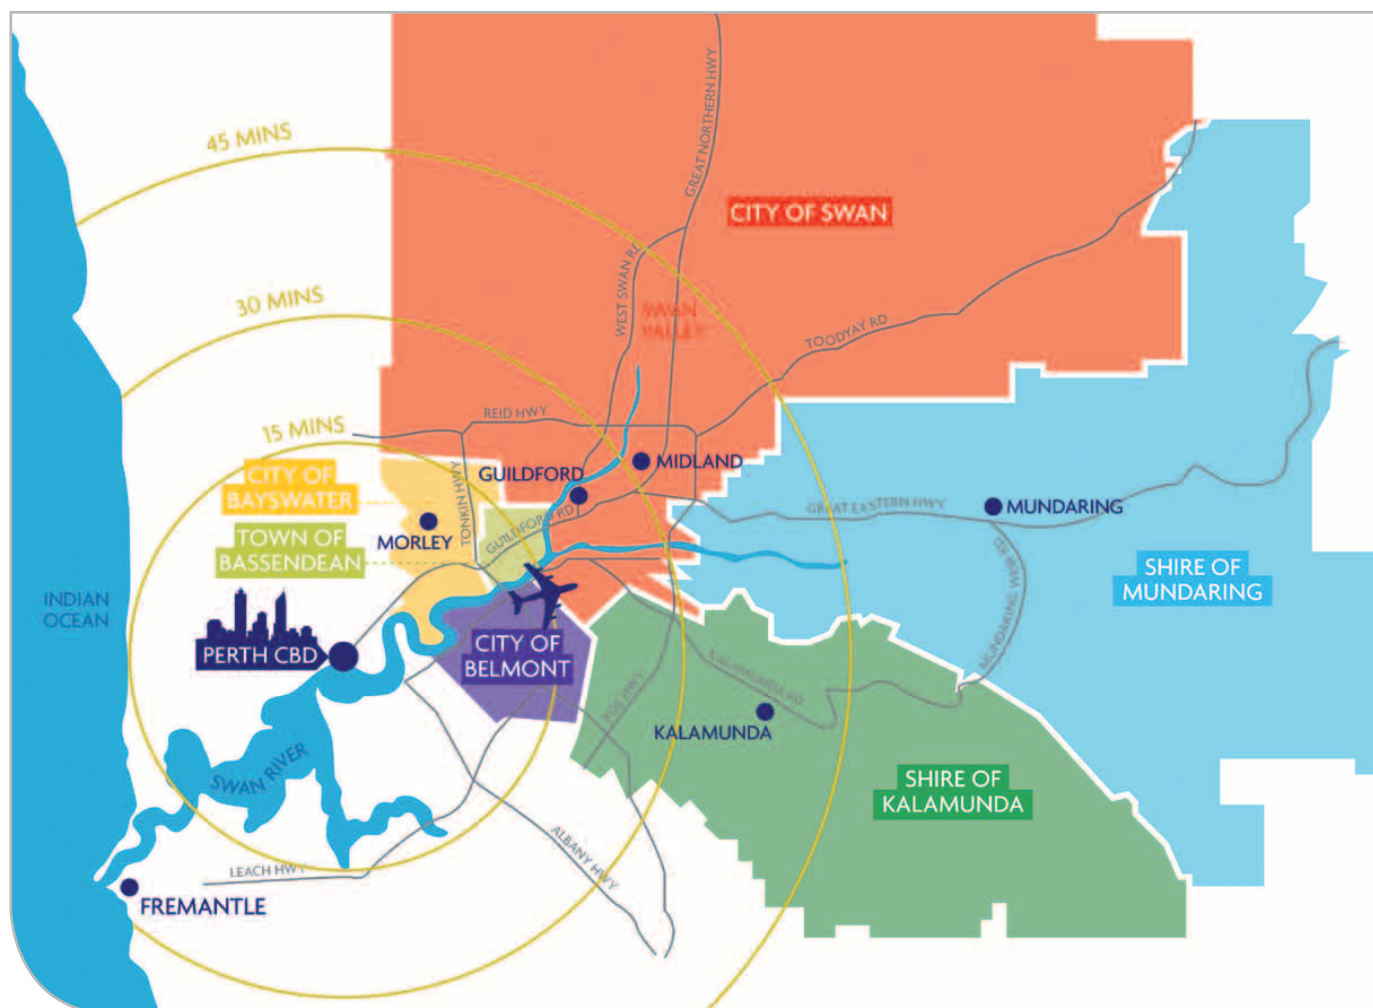 45 MINS
GREAT NORTHERN HWY
CITY OF SWAN
WEST SWAN RD
30 MINS
SWAN
VALLEY
TOODYAY RD
15 MINS
REID HWY
CITY OF
BAYSWATER
TONKIN HWY
GUILDFORD
MIDLAND
GREAT EASTERN HWY
MUNDARING
TOWN OF
BASSENDEAN
MORLEY
GUILDFORD RD
MUNDARING WEIR RD
SHIRE OF
MUNDARING
INDIAN
OCEAN
PERTH CBD
CITY OF
BELMONT
KALAMUNDA RD
ROE HWY
KALAMUNDA
SWAN RIVER
SHIRE OF
KALAMUNDA
LEACH HWY
ALBANY HWY
FREMANTLE